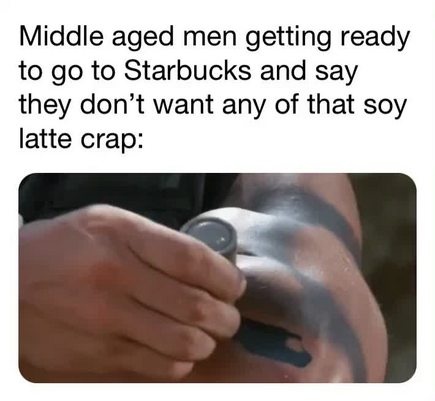 Middle aged men getting ready
to go to Starbucks and say
they don’t want any of that soy
latte crap: